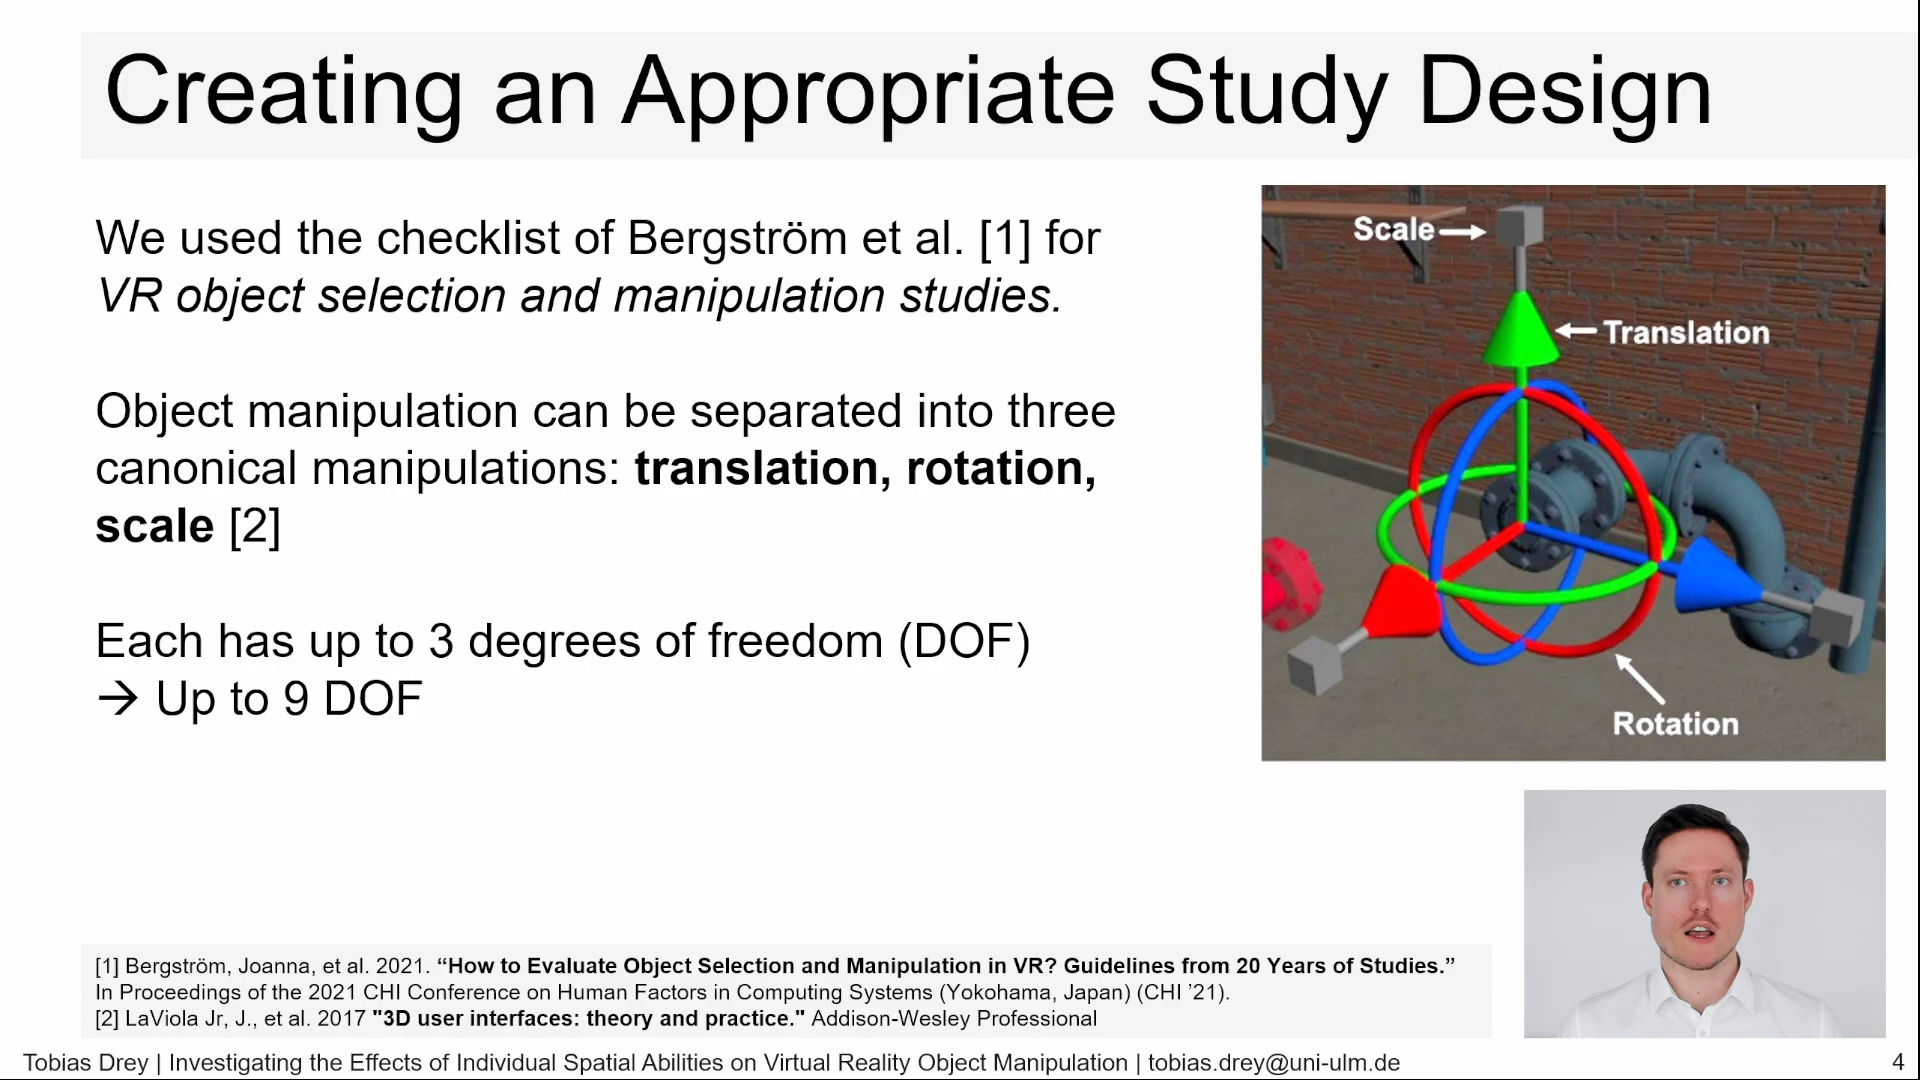 Creating an Appropriate Study Design
We used the checklist of Bergström et al. [1] for
VR object selection and manipulation studies.
Object manipulation can be separated into three
canonical manipulations: translation, rotation,
scale [2]
Each has up to 3 degrees of freedom (DOF)
→ Up to 9 DOF
Scale
Translation
Rotation
[1] Bergström, Joanna, et al. 2021. “How to Evaluate Object Selection and Manipulation in VR? Guidelines from 20 Years of Studies.”
In Proceedings of the 2021 CHI Conference on Human Factors in Computing Systems (Yokohama, Japan) (CHI ’21).
[2] LaViola Jr, J., et al. 2017 "3D user interfaces: theory and practice." Addison-Wesley Professional
Tobias Drey | Investigating the Effects of Individual Spatial Abilities on Virtual Reality Object Manipulation | tobias.drey@uni-ulm.de
4